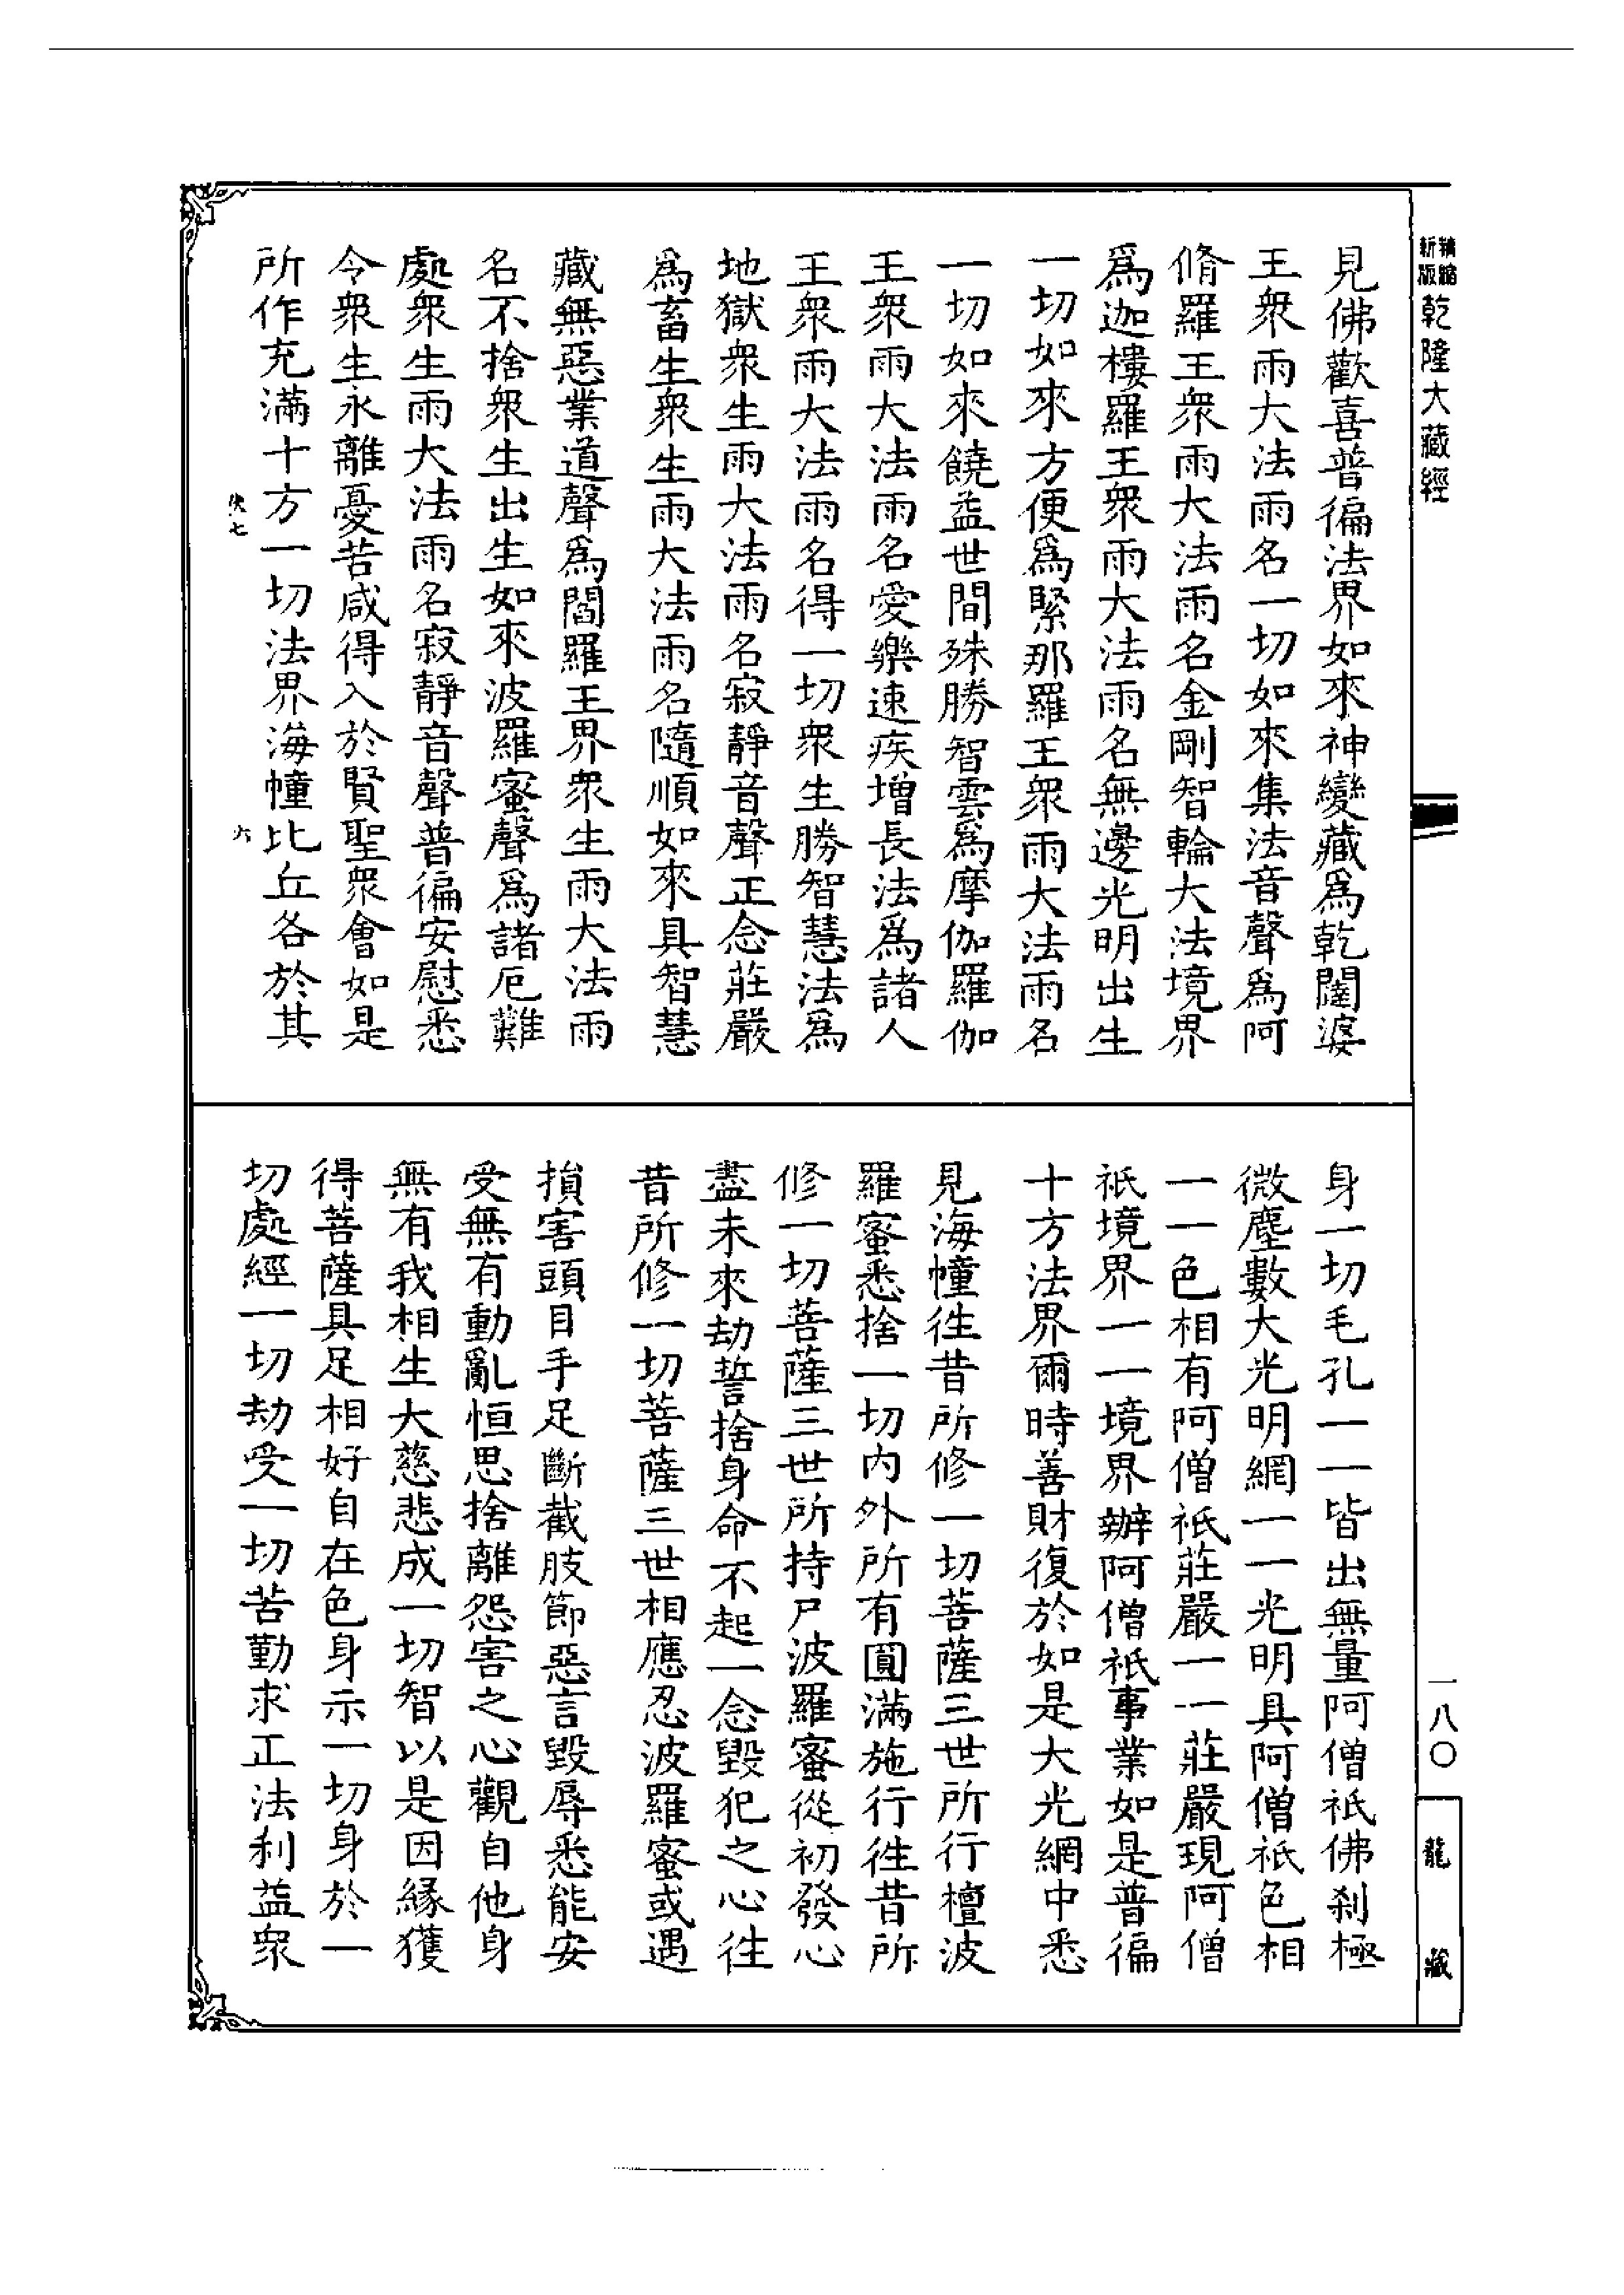 精縮新版乾隆大藏經
見佛歡喜普徧法界如來神變藏爲乾闥婆
王衆雨大法雨名一切如來集法音聲爲阿
脩羅王衆雨大法雨名金剛智輪大法境界
爲迦樓羅王衆雨大法雨名無邊光明出生
一切如來方便爲緊那羅王衆雨大法雨名
一切如來饒益世間殊勝智雲爲摩伽羅伽
王衆雨大法雨名愛樂速疾增長法爲諸人
王衆雨大法雨名得一切衆生勝智慧法爲
地獄衆生雨大法雨名寂靜音聲正念莊嚴
爲畜生衆生雨大法雨名隨順如來具智慧
藏無惡業道聲爲閻羅王界衆生雨大法雨
名不捨衆生出生如來波羅蜜聲爲諸厄難
處衆生雨大法雨名寂靜音聲普徧安慰悉
令衆生永離憂苦咸得入於賢聖衆會如是
所作充滿十方一切法界海幢比丘各於其
七
六
身一切毛孔一一皆出無量阿僧祇佛刹極
微塵數大光明網一一光明具阿僧祇色相
一一色相有阿僧祇莊嚴一一莊嚴現阿僧
祇境界一一境界辦阿僧祇事業如是普徧
十方法界爾時善財復於如是大光網中悉
見海幢往昔所修一切菩薩三世所行檀波
羅蜜悉捨一切內外所有圓滿施行往昔所
修一切菩薩三世所持尸波羅蜜從初發心
盡未來劫誓捨身命不起一念毀犯之心往
昔所修一切菩薩三世相應忍波羅蜜或遇
損害頭目手足斷截肢節惡言毀辱悉能安
受無有動亂恒思捨離怨害之心觀自他身
無有我相生大慈悲成一切智以是因緣獲
得菩薩具足相好自在色身示一切身於一
切處經一切劫受一切苦勤求正法利益衆
一八〇
龍藏